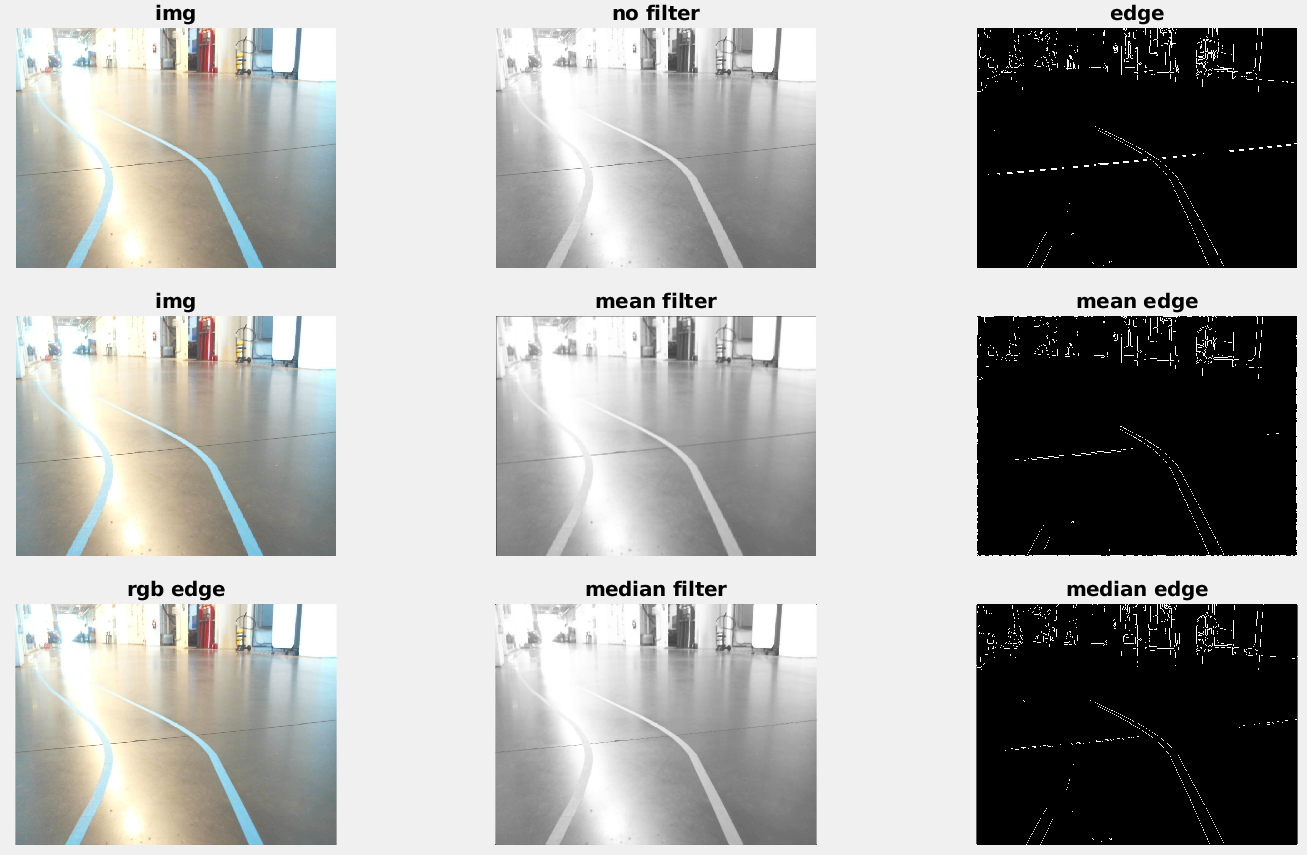 img
no filter
edge
img
mean filter
mean edge
rgb edge
median filter
median edge